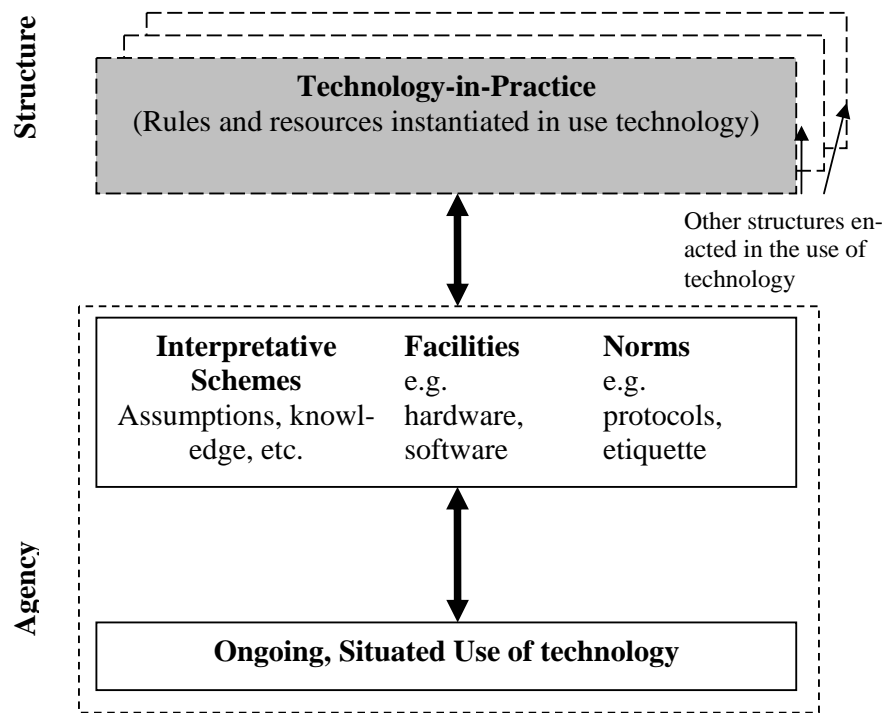 Structure
Technology-in-Practice
(Rules and resources instantiated in use technology)
Other structures en-
acted in the use of
technology
Interpretative
Schemes
Assumptions, knowl-
edge, etc.
Facilities
e.g.
hardware,
software
Norms
e.g.
protocols,
etiquette
Agency
Ongoing, Situated Use of technology